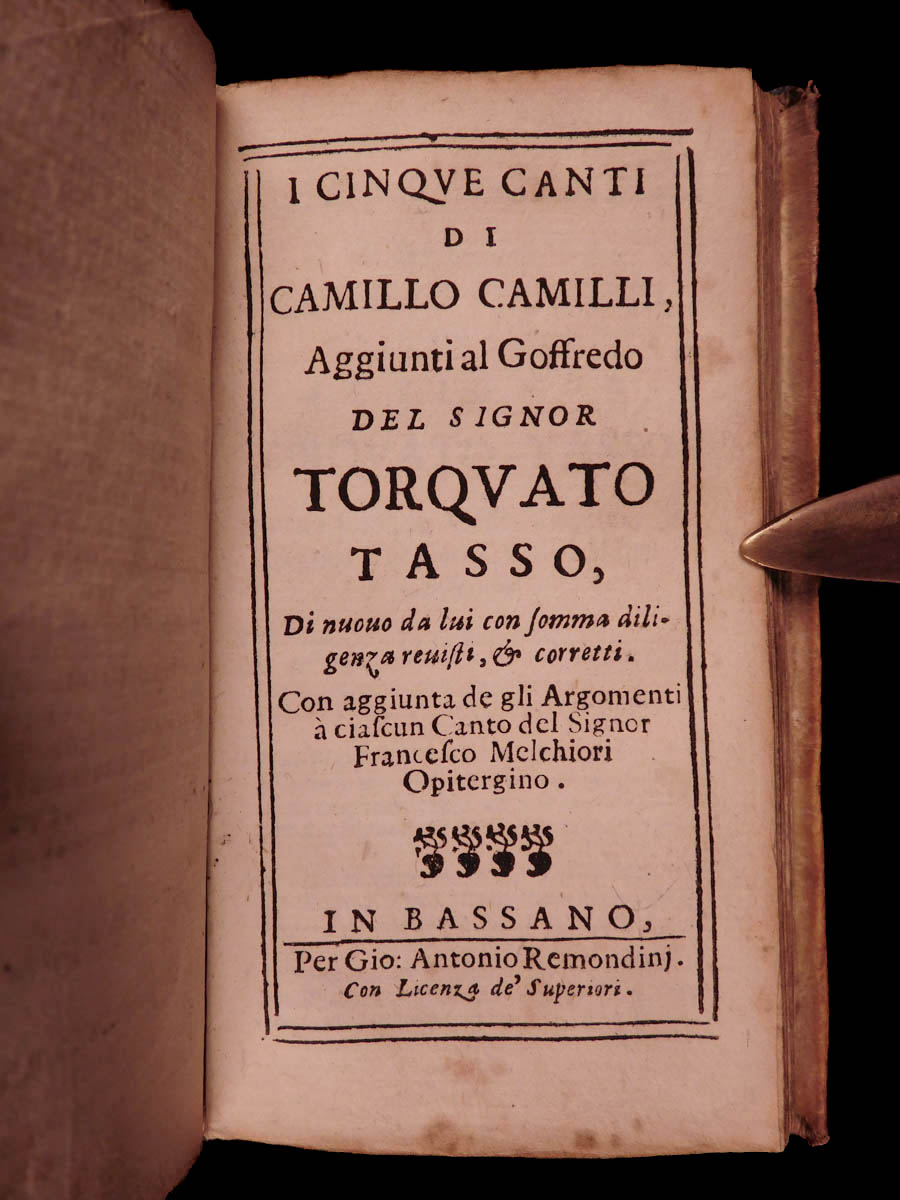 I CINQVE CANTI
DI
CAMILLO CAMILLI,
Aggiunti al Goffredo
DEL SIGNOR
TORQVATO
TASSO,
Di nuouo da lui con ſomma dili-
genza reuiſti, & corretti.
Con aggiunta de gli Argomenti
à ciaſcun Canto del Signor
Franceſco Melchiori
Opitergino.
IN BASSANO,
Per Gio: Antonio Remondinj.
Con Licenza de' Superiori.